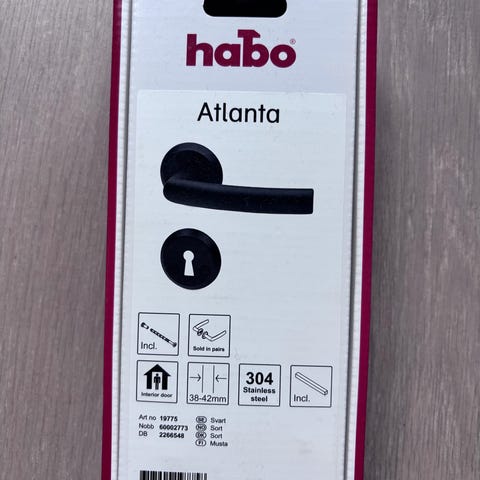 habo®
Atlanta
Incl.
Sold in pairs
Interior door
38-42mm
304
Stainless
steel
Incl.
Art no 19775
Nobb 60002773
DB 2266548
SE Svart
NO Sort
DK Sort
FI Musta